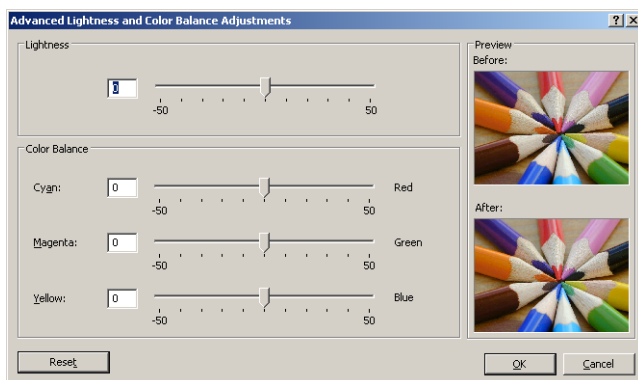 Advanced Lightness and Color Balance Adjustments
Lightness
0
-50 50
Color Balance
Cyan: 0 Red
-50 50
Magenta: 0 Green
-50 50
Yellow: 0 Blue
-50 50
Preview
Before:
After:
Reset
OK Cancel